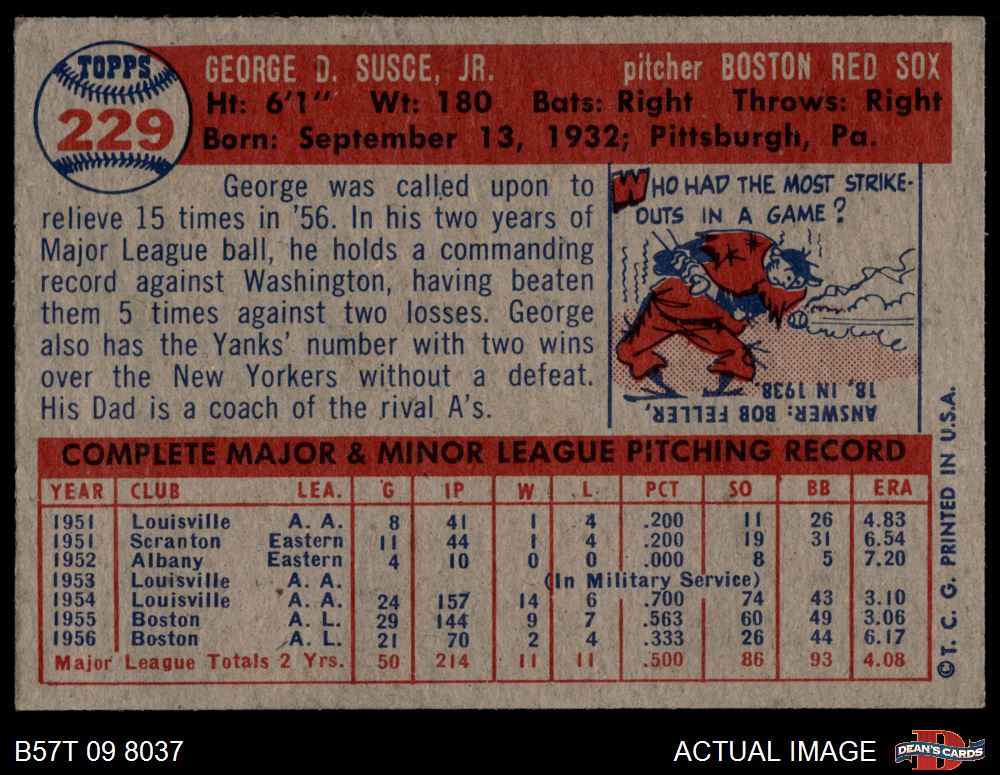 TOPPS
229
GEORGE D. SUSCE, JR. pitcher BOSTON RED SOX
Ht: 6'1" Wt: 180 Bats: Right Throws: Right
Born: September 13, 1932; Pittsburgh, Pa.
George was called upon to
relieve 15 times in '56. In his two years of
Major League ball, he holds a commanding
record against Washington, having beaten
them 5 times against two losses. George
also has the Yanks' number with two wins
over the New Yorkers without a defeat.
His Dad is a coach of the rival A's.
WHO HAD THE MOST STRIKE-
OUTS IN A GAME?
ANSWER: BOB FELLER,
18, IN 1938.
COMPLETE MAJOR & MINOR LEAGUE PITCHING RECORD
YEAR CLUB LEA. G IP W L PCT SO BB ERA
1951 Louisville A. A. 8 41 1 4 .200 11 26 4.83
1951 Scranton Eastern 11 44 1 4 .200 19 31 6.54
1952 Albany Eastern 4 10 0 0 .000 8 5 7.20
1953 Louisville A. A. (In Military Service)
1954 Louisville A. A. 24 157 14 6 .700 74 43 3.10
1955 Boston A. L. 29 144 9 7 .563 60 49 3.06
1956 Boston A. L. 21 70 2 4 .333 26 44 6.17
Major League Totals 2 Yrs. 50 214 11 11 .500 86 93 4.08
©T. C. G. PRINTED IN U.S.A.
B57T 09 8037 ACTUAL IMAGE
DEAN'S CARDS